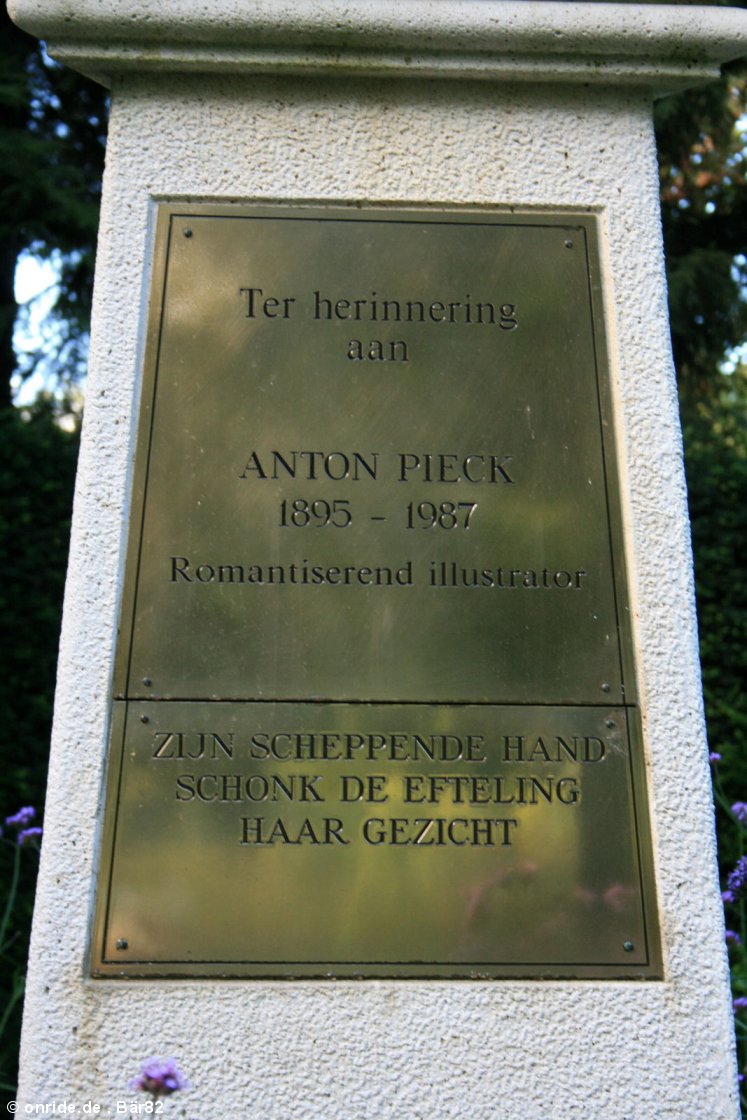 Ter herinnering
aan
ANTON PIECK
1895 - 1987
Romantiserend illustrator
ZIJN SCHEPPENDE HAND
SCHONK DE EFTELING
HAAR GEZICHT
© onride.de . Bär82